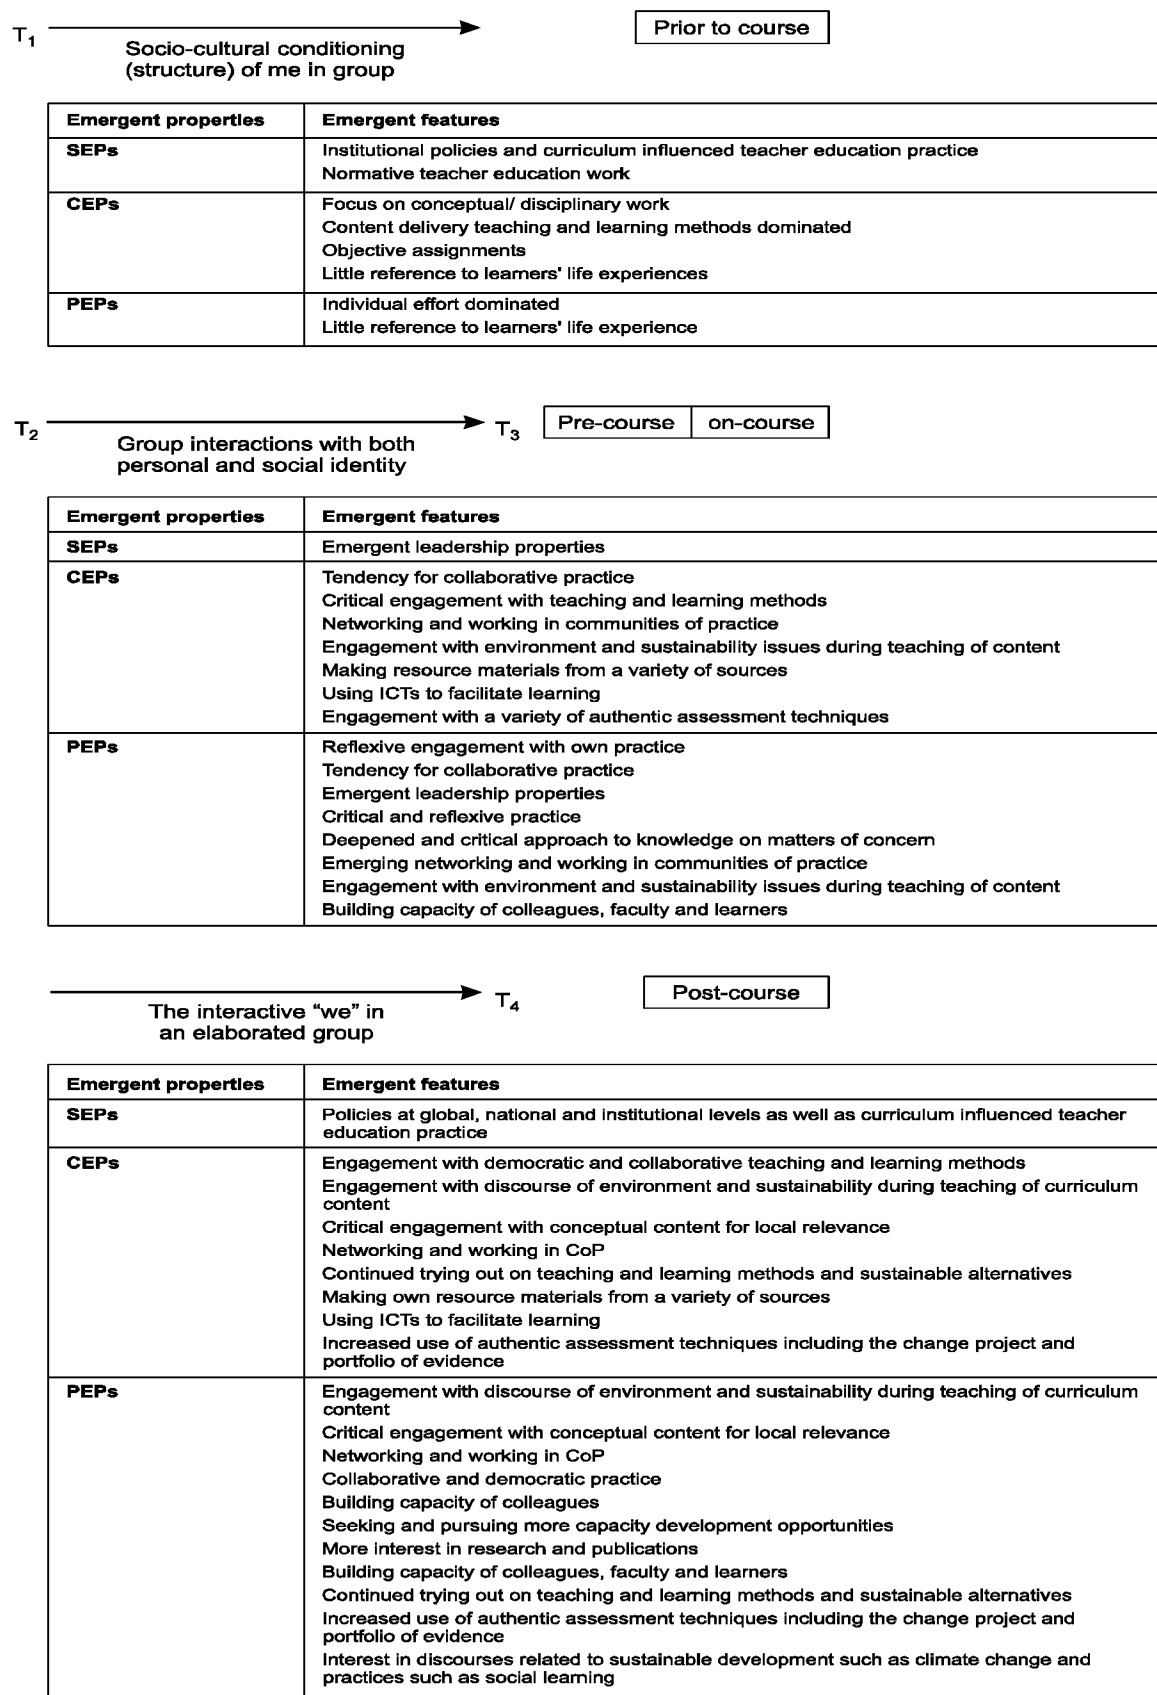 T1
Socio-cultural conditioning
(structure) of me in group
Prior to course
Emergent properties Emergent features
SEPs Institutional policies and curriculum influenced teacher education practice
Normative teacher education work
CEPs Focus on conceptual/ disciplinary work
Content delivery teaching and learning methods dominated
Objective assignments
Little reference to learners' life experiences
PEPs Individual effort dominated
Little reference to learners' life experience
T2
Group interactions with both
personal and social identity
T3
Pre-course on-course
Emergent properties Emergent features
SEPs Emergent leadership properties
CEPs Tendency for collaborative practice
Critical engagement with teaching and learning methods
Networking and working in communities of practice
Engagement with environment and sustainability issues during teaching of content
Making resource materials from a variety of sources
Using ICTs to facilitate learning
Engagement with a variety of authentic assessment techniques
PEPs Reflexive engagement with own practice
Tendency for collaborative practice
Emergent leadership properties
Critical and reflexive practice
Deepened and critical approach to knowledge on matters of concern
Emerging networking and working in communities of practice
Engagement with environment and sustainability issues during teaching of content
Building capacity of colleagues, faculty and learners
The interactive “we” in
an elaborated group
T4
Post-course
Emergent properties Emergent features
SEPs Policies at global, national and institutional levels as well as curriculum influenced teacher
education practice
CEPs Engagement with democratic and collaborative teaching and learning methods
Engagement with discourse of environment and sustainability during teaching of curriculum
content
Critical engagement with conceptual content for local relevance
Networking and working in CoP
Continued trying out on teaching and learning methods and sustainable alternatives
Making own resource materials from a variety of sources
Using ICTs to facilitate learning
Increased use of authentic assessment techniques including the change project and
portfolio of evidence
PEPs Engagement with discourse of environment and sustainability during teaching of curriculum
content
Critical engagement with conceptual content for local relevance
Networking and working in CoP
Collaborative and democratic practice
Building capacity of colleagues
Seeking and pursuing more capacity development opportunities
More interest in research and publications
Building capacity of colleagues, faculty and learners
Continued trying out on teaching and learning methods and sustainable alternatives
Increased use of authentic assessment techniques including the change project and
portfolio of evidence
Interest in discourses related to sustainable development such as climate change and
practices such as social learning